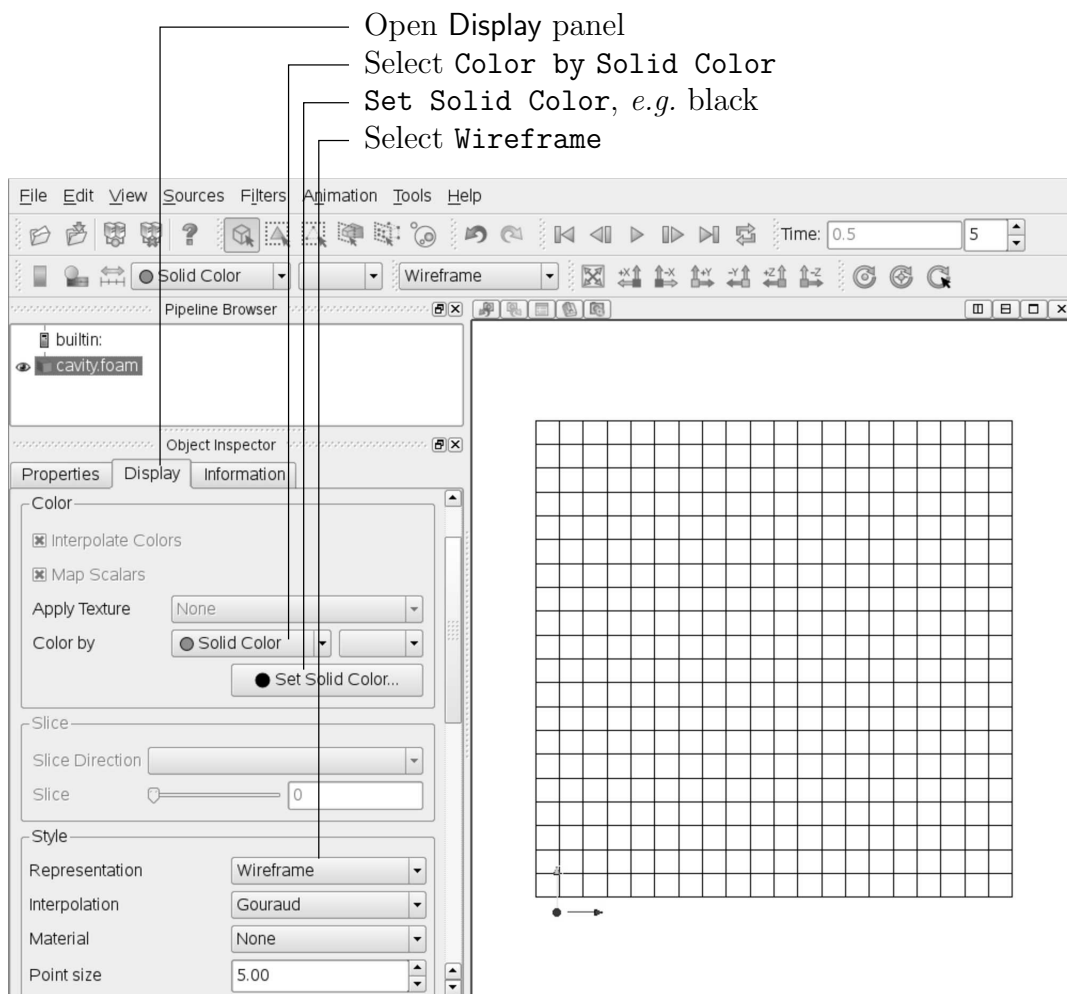 Open Display panel
Select Color by Solid Color
Set Solid Color, e.g. black
Select Wireframe
File Edit View Sources Filters Animation Tools Help
Time: 0.5 5
Solid Color Wireframe +X -X +Y -Y +Z -Z
Pipeline Browser
builtin:
cavity.foam
Object Inspector
Properties Display Information
Color
Interpolate Colors
Map Scalars
Apply Texture None
Color by Solid Color
Set Solid Color...
Slice
Slice Direction
Slice 0
Style
Representation Wireframe
Interpolation Gouraud
Material None
Point size 5.00